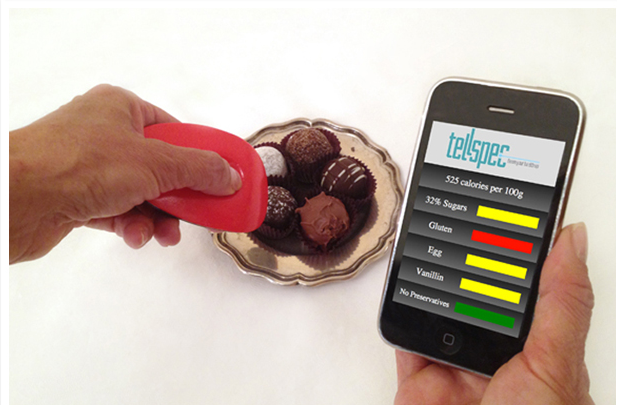 tellspec
525 calories per 100g
32% Sugars
Gluten
Egg
Vanillin
No Preservatives